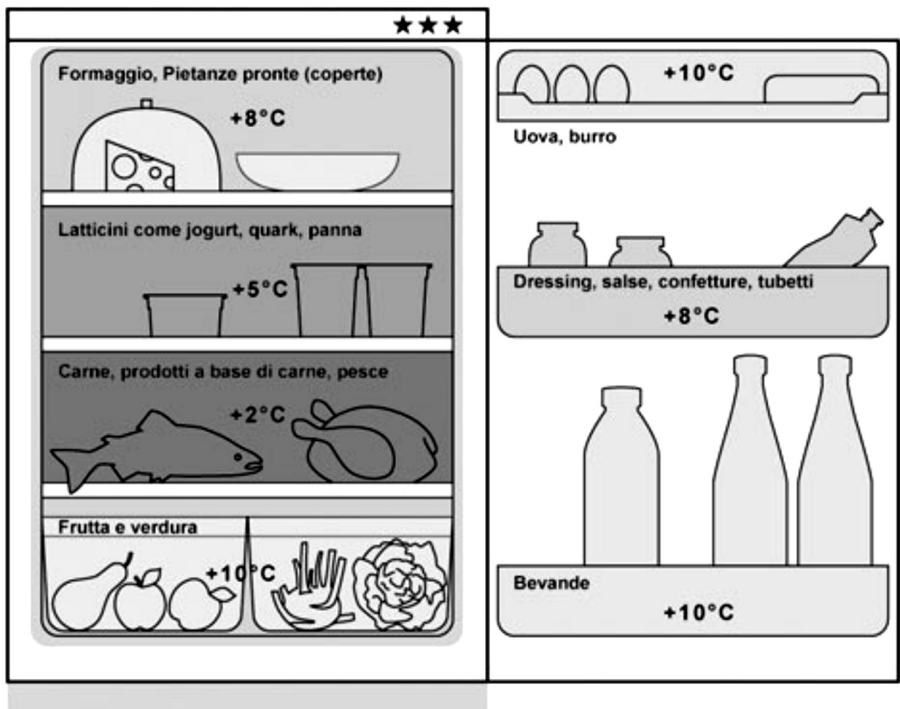 ★★★
Formaggio, Pietanze pronte (coperte)
+8°C
Latticini come jogurt, quark, panna
+5°C
Carne, prodotti a base di carne, pesce
+2°C
Frutta e verdura
+10°C
+10°C
Uova, burro
Dressing, salse, confetture, tubetti
+8°C
Bevande
+10°C